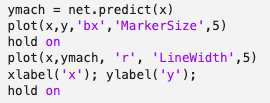 ymach = net.predict(x)
plot(x,y,'bx','MarkerSize',5)
hold on
plot(x,ymach, 'r', 'LineWidth',5)
xlabel('x'); ylabel('y');
hold on